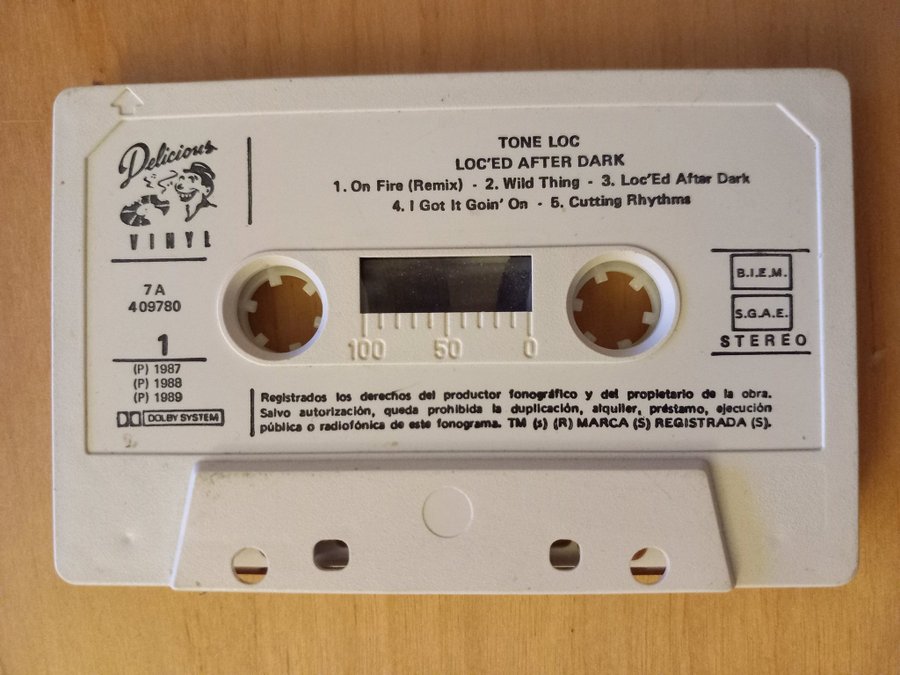 Delicious
VINYL
TONE LOC
LOC'ED AFTER DARK
1. On Fire (Remix) - 2. Wild Thing - 3. Loc'Ed After Dark
4. I Got It Goin' On - 5. Cutting Rhythms
7 A
409780
1
(P) 1987
(P) 1988
(P) 1989
DOLBY SYSTEM
100 50 0
B.I.E.M.
S.G.A.E.
STEREO
Registrados los derechos del productor fonográfico y del propietario de la obra.
Salvo autorización, queda prohibida la duplicación, alquiler, préstamo, ejecución
pública o radiofónica de este fonograma. TM (s) (R) MARCA (S) REGISTRADA (S).